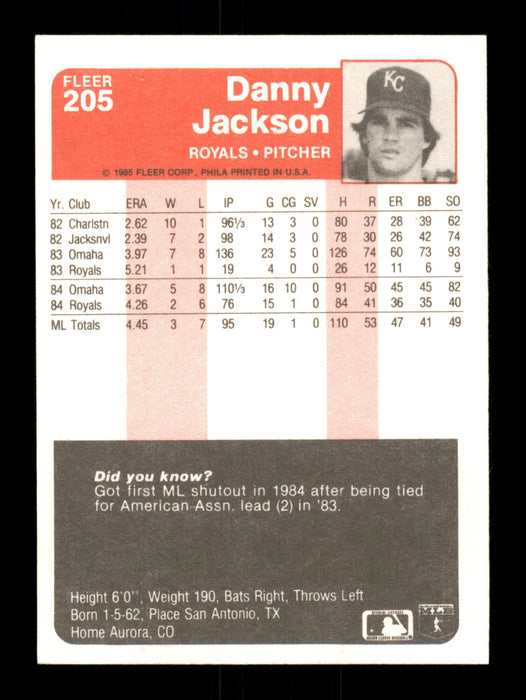 FLEER
205
Danny
Jackson
ROYALS • PITCHER
KC
© 1985 FLEER CORP., PHILA PRINTED IN U.S.A.
Yr. Club ERA W L IP G CG SV H R ER BB SO
82 Charlstn 2.62 10 1 96 1/3 13 3 0 80 37 28 39 62
82 Jacksnvl 2.39 7 2 98 14 3 0 78 30 26 42 74
83 Omaha 3.97 7 8 136 23 5 0 126 74 60 73 93
83 Royals 5.21 1 1 19 4 0 0 26 12 11 6 9
84 Omaha 3.67 5 8 110 1/3 16 10 0 91 50 45 45 82
84 Royals 4.26 2 6 76 15 1 0 84 41 36 35 40
ML Totals 4.45 3 7 95 19 1 0 110 53 47 41 49
Did you know?
Got first ML shutout in 1984 after being tied
for American Assn. lead (2) in '83.
Height 6'0'', Weight 190, Bats Right, Throws Left
Born 1-5-62, Place San Antonio, TX
Home Aurora, CO